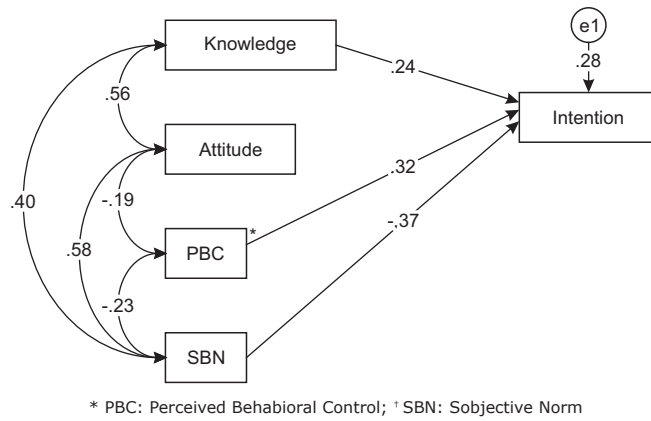 e1
Knowledge
.24
.28
.56
Intention
Attitude
.32
-.19
.40
-.37
.58
PBC
*
-.23
SBN
* PBC: Perceived Behabioral Control; † SBN: Sobjective Norm